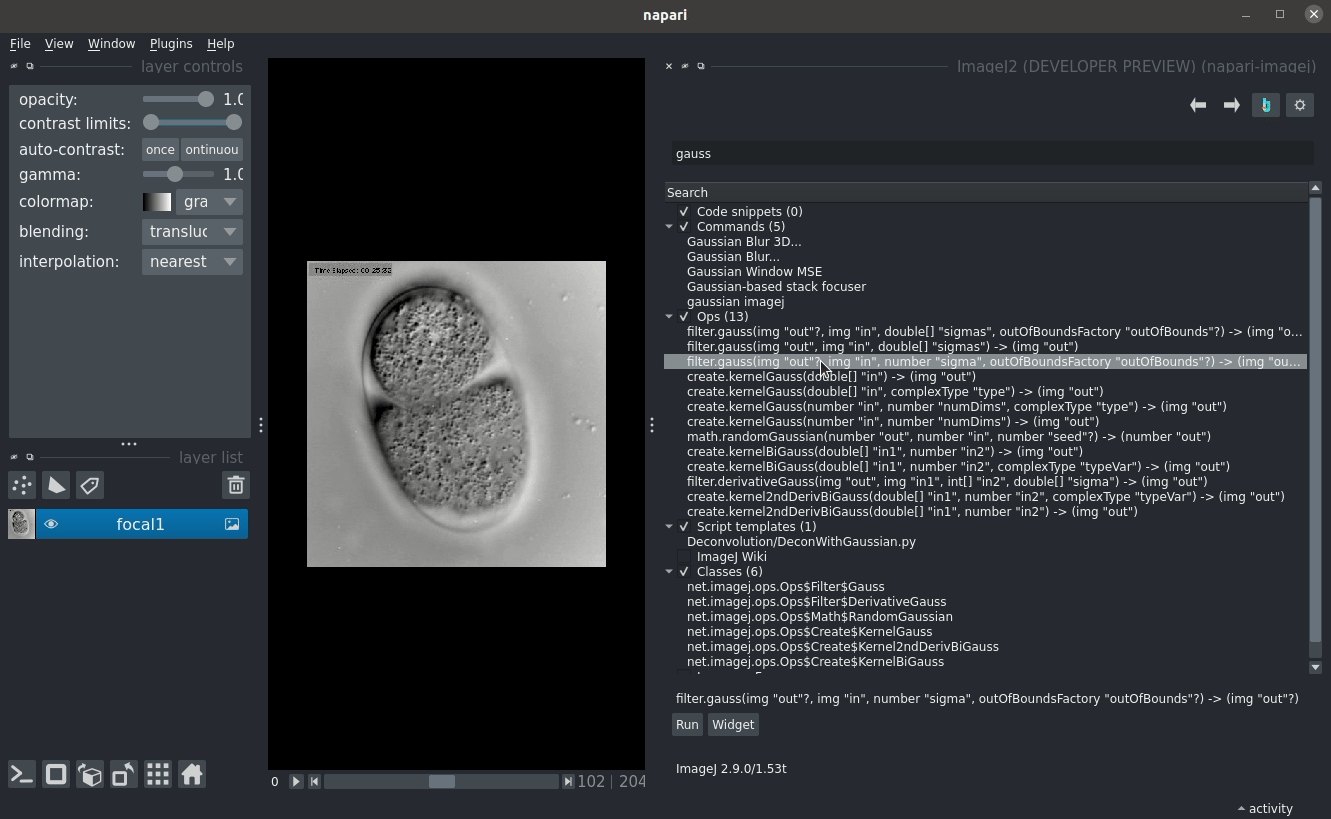 napari
File View Window Plugins Help
layer controls
opacity: 1.0
contrast limits:
auto-contrast: once ontinuou
gamma: 1.0
colormap: gra
blending: transluc
interpolation: nearest
layer list
focal1
Time Elapsed: 00:25:32
0 102 | 204
ImageJ2 (DEVELOPER PREVIEW) (napari-imagej)
gauss
Search
Code snippets (0)
Commands (5)
Gaussian Blur 3D...
Gaussian Blur...
Gaussian Window MSE
Gaussian-based stack focuser
gaussian imagej
Ops (13)
filter.gauss(img "out"?, img "in", double[] "sigmas", outOfBoundsFactory "outOfBounds"?) -> (img "o...
filter.gauss(img "out", img "in", double[] "sigmas") -> (img "out")
filter.gauss(img "out"?, img "in", number "sigma", outOfBoundsFactory "outOfBounds"?) -> (img "ou...
create.kernelGauss(double[] "in") -> (img "out")
create.kernelGauss(double[] "in", complexType "type") -> (img "out")
create.kernelGauss(number "in", number "numDims", complexType "type") -> (img "out")
create.kernelGauss(number "in", number "numDims") -> (img "out")
math.randomGaussian(number "out", number "in", number "seed"?) -> (number "out")
create.kernelBiGauss(double[] "in1", number "in2") -> (img "out")
create.kernelBiGauss(double[] "in1", number "in2", complexType "typeVar") -> (img "out")
filter.derivativeGauss(img "out", img "in1", int[] "in2", double[] "sigma") -> (img "out")
create.kernel2ndDerivBiGauss(double[] "in1", number "in2", complexType "typeVar") -> (img "out")
create.kernel2ndDerivBiGauss(double[] "in1", number "in2") -> (img "out")
Script templates (1)
Deconvolution/DeconWithGaussian.py
ImageJ Wiki
Classes (6)
net.imagej.ops.Ops$Filter$Gauss
net.imagej.ops.Ops$Filter$DerivativeGauss
net.imagej.ops.Ops$Math$RandomGaussian
net.imagej.ops.Ops$Create$KernelGauss
net.imagej.ops.Ops$Create$Kernel2ndDerivBiGauss
net.imagej.ops.Ops$Create$KernelBiGauss
filter.gauss(img "out"?, img "in", number "sigma", outOfBoundsFactory "outOfBounds"?) -> (img "out"?)
Run Widget
ImageJ 2.9.0/1.53t
activity